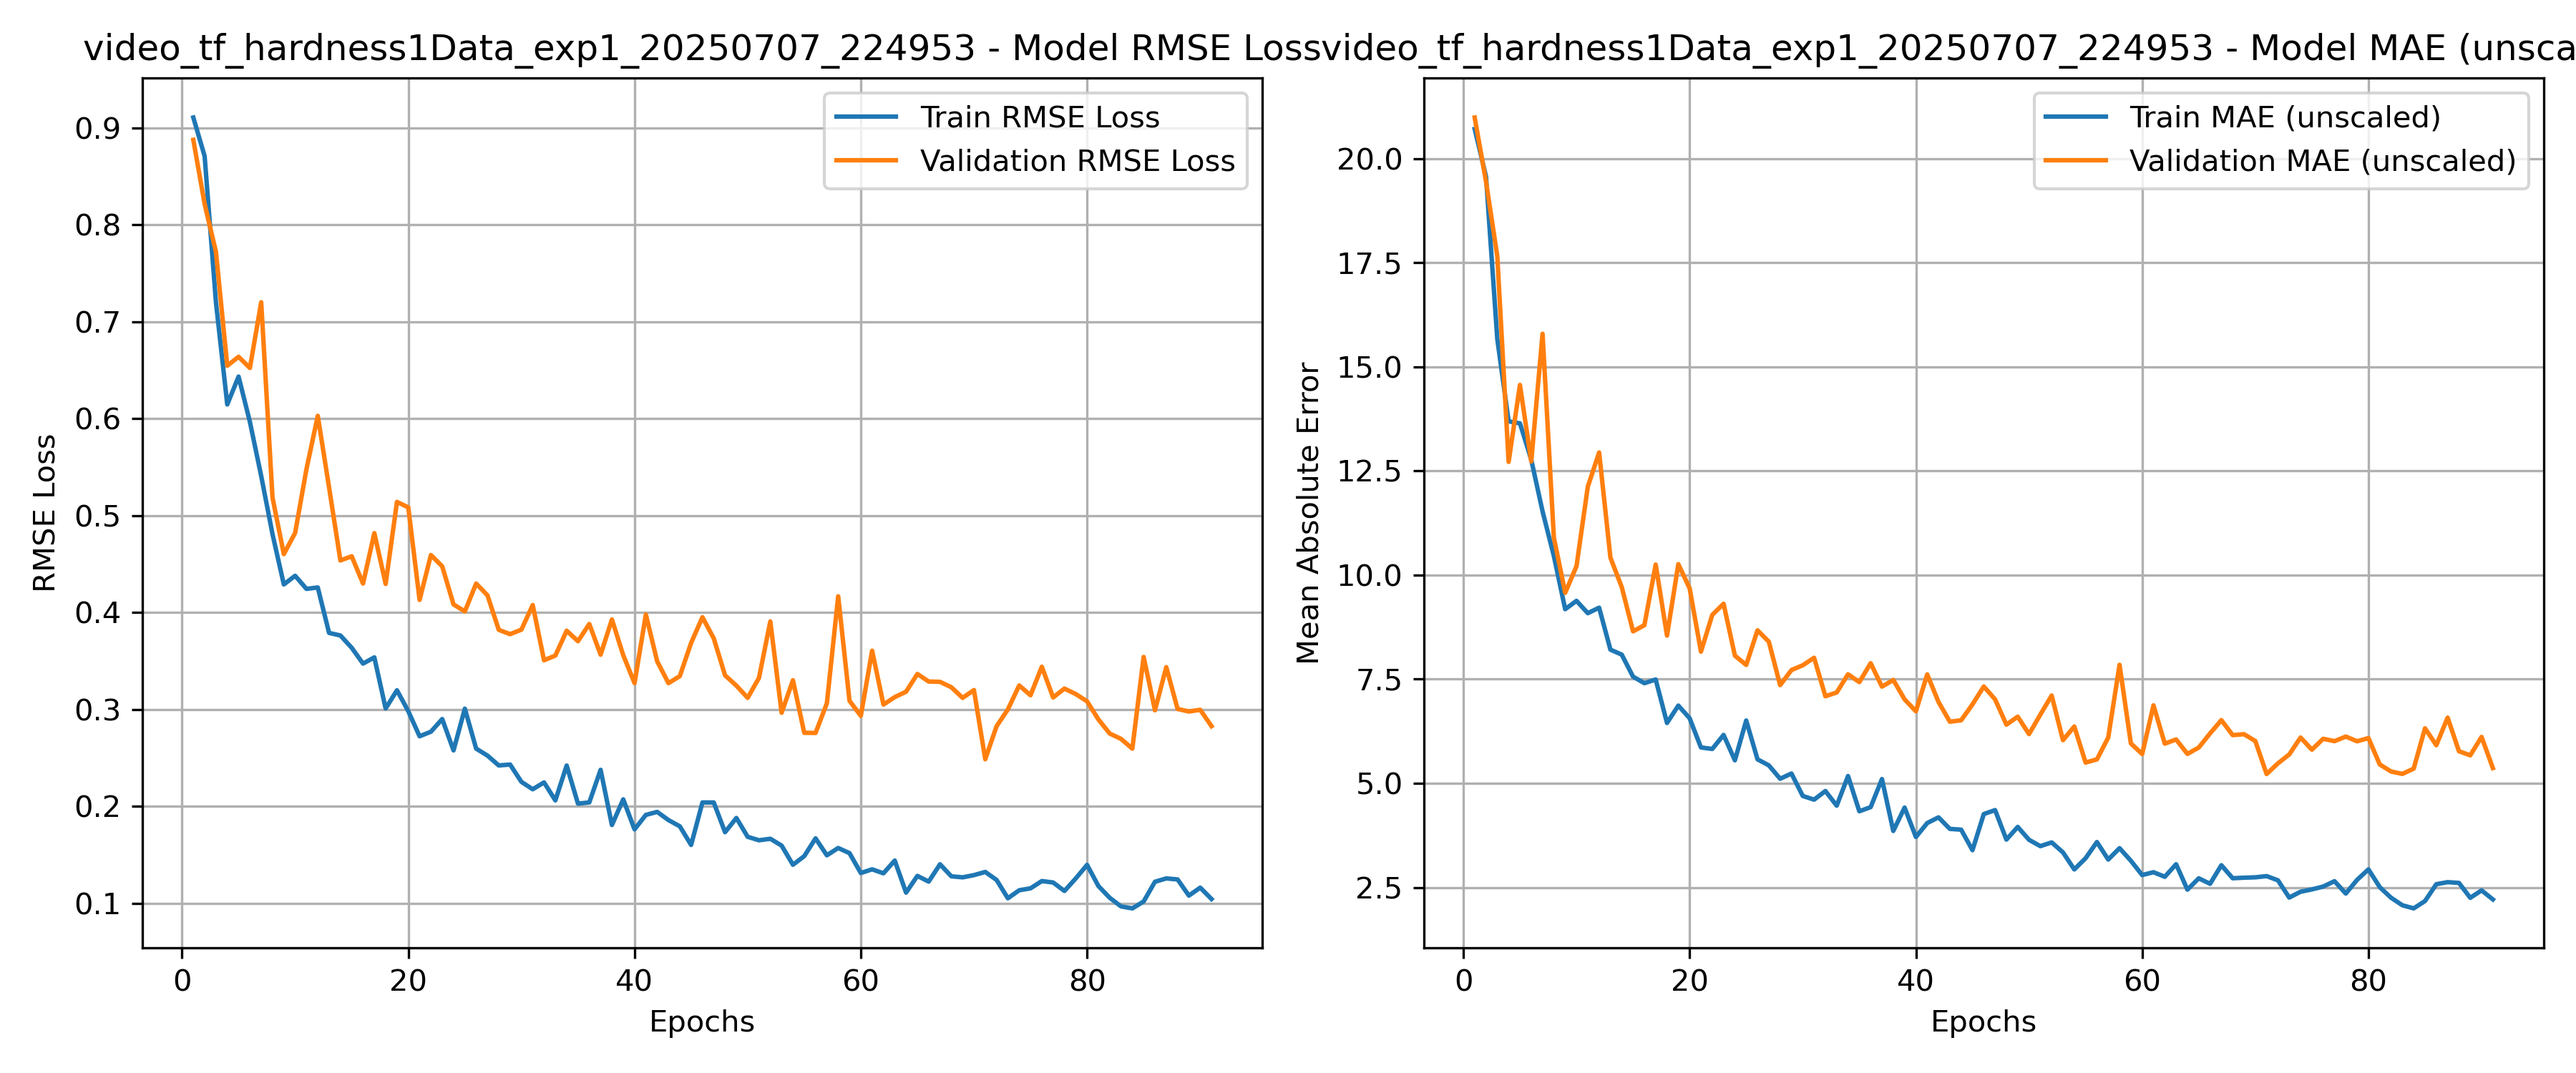 video_tf_hardness1Data_exp1_20250707_224953 - Model RMSE Loss
Train RMSE Loss
Validation RMSE Loss
RMSE Loss
0.9
0.8
0.7
0.6
0.5
0.4
0.3
0.2
0.1
0 20 40 60 80
Epochs
video_tf_hardness1Data_exp1_20250707_224953 - Model MAE (unsca
Train MAE (unscaled)
Validation MAE (unscaled)
Mean Absolute Error
20.0
17.5
15.0
12.5
10.0
7.5
5.0
2.5
0 20 40 60 80
Epochs